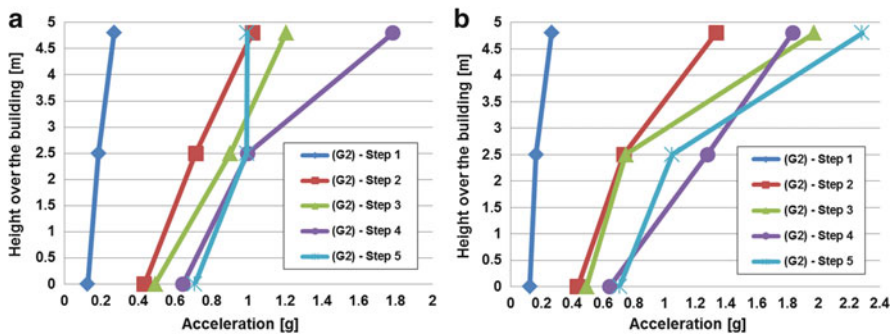 a
Height over the building [m]
5
4.5
4
3.5
3
2.5
2
1.5
1
0.5
0
(G2) - Step 1
(G2) - Step 2
(G2) - Step 3
(G2) - Step 4
(G2) - Step 5
0 0.2 0.4 0.6 0.8 1 1.2 1.4 1.6 1.8 2
Acceleration [g]
b
Height over the building [m]
5
4.5
4
3.5
3
2.5
2
1.5
1
0.5
0
(G2) - Step 1
(G2) - Step 2
(G2) - Step 3
(G2) - Step 4
(G2) - Step 5
0 0.2 0.4 0.6 0.8 1 1.2 1.4 1.6 1.8 2 2.2 2.4
Acceleration [g]